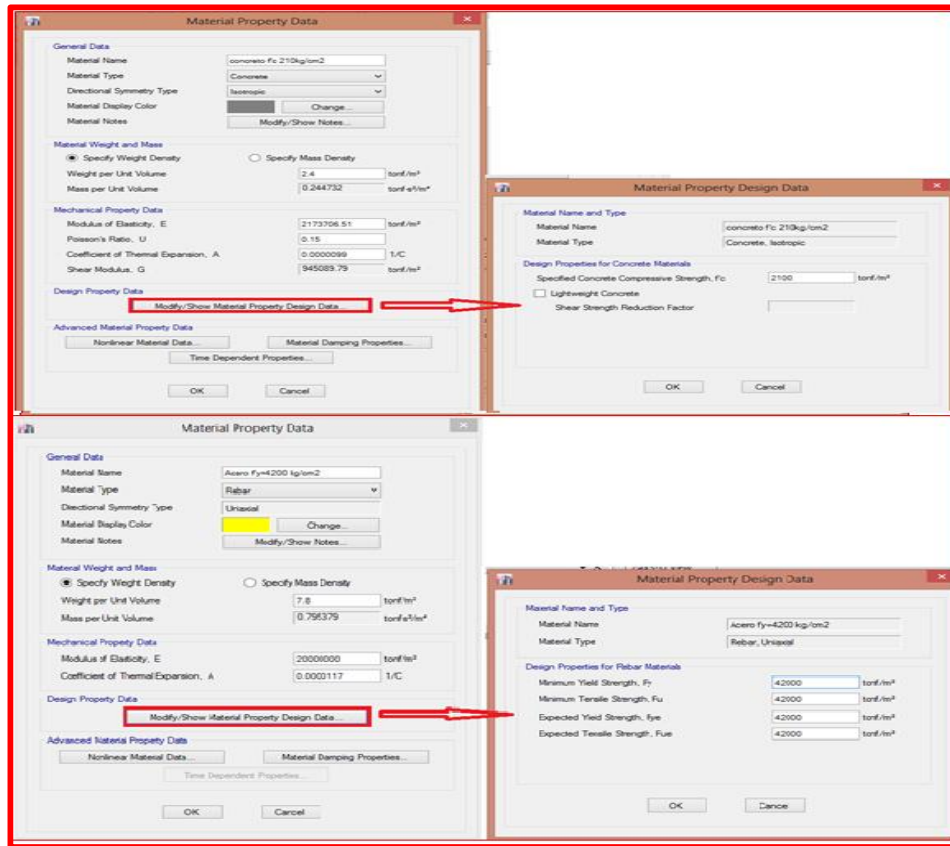 Material Property Data
General Data
Material Name concreto f'c 210kg/cm2
Material Type Concrete
Directional Symmetry Type Isotropic
Material Display Color Change...
Material Notes Modify/Show Notes...
Material Weight and Mass
Specify Weight Density Specify Mass Density
Weight per Unit Volume 2.4 tonf/m³
Mass per Unit Volume 0.244732 tonf-s²/m⁴
Mechanical Property Data
Modulus of Elasticity, E 2173706.51 tonf/m²
Poisson's Ratio, U 0.15
Coefficient of Thermal Expansion, A 0.0000099 1/C
Shear Modulus, G 945089.79 tonf/m²
Design Property Data
Modify/Show Material Property Design Data...
Advanced Material Property Data
Nonlinear Material Data... Material Damping Properties...
Time Dependent Properties...
OK Cancel
Material Property Design Data
Material Name and Type
Material Name concreto f'c 210kg/cm2
Material Type Concrete, Isotropic
Design Properties for Concrete Materials
Specified Concrete Compressive Strength, f'c 2100 tonf/m²
Lightweight Concrete
Shear Strength Reduction Factor
OK Cancel
Material Property Data
General Data
Material Name Acero fy=4200 kg/cm2
Material Type Rebar
Directional Symmetry Type Uniaxial
Material Display Color Change...
Material Notes Modify/Show Notes...
Material Weight and Mass
Specify Weight Density Specify Mass Density
Weight per Unit Volume 7.8 tonf/m³
Mass per Unit Volume 0.795379 tonf-s²/m⁴
Mechanical Property Data
Modulus of Elasticity, E 20000000 tonf/m²
Coefficient of Thermal Expansion, A 0.0000117 1/C
Design Property Data
Modify/Show Material Property Design Data...
Advanced Material Property Data
Nonlinear Material Data... Material Damping Properties...
Time Dependent Properties...
OK Cancel
Material Property Design Data
Material Name and Type
Material Name Acero fy=4200 kg/cm2
Material Type Rebar, Uniaxial
Design Properties for Rebar Materials
Minimum Yield Strength, Fy 42000 tonf/m²
Minimum Tensile Strength, Fu 42000 tonf/m²
Expected Yield Strength, Fye 42000 tonf/m²
Expected Tensile Strength, Fue 42000 tonf/m²
OK Cancel